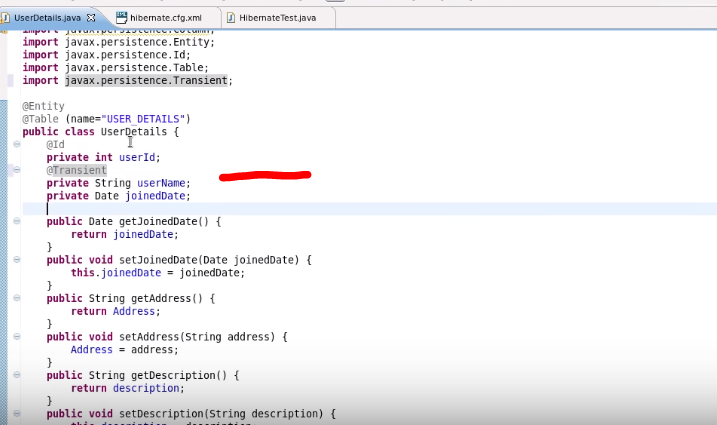 UserDetails.java hibernate.cfg.xml HibernateTest.java
import javax.persistence.Column;
import javax.persistence.Entity;
import javax.persistence.Id;
import javax.persistence.Table;
import javax.persistence.Transient;
@Entity
@Table (name="USER_DETAILS")
public class UserDetails {
@Id
private int userId;
@Transient
private String userName;
private Date joinedDate;
public Date getJoinedDate() {
return joinedDate;
}
public void setJoinedDate(Date joinedDate) {
this.joinedDate = joinedDate;
}
public String getAddress() {
return Address;
}
public void setAddress(String address) {
Address = address;
}
public String getDescription() {
return description;
}
public void setDescription(String description) {
this.description = description;